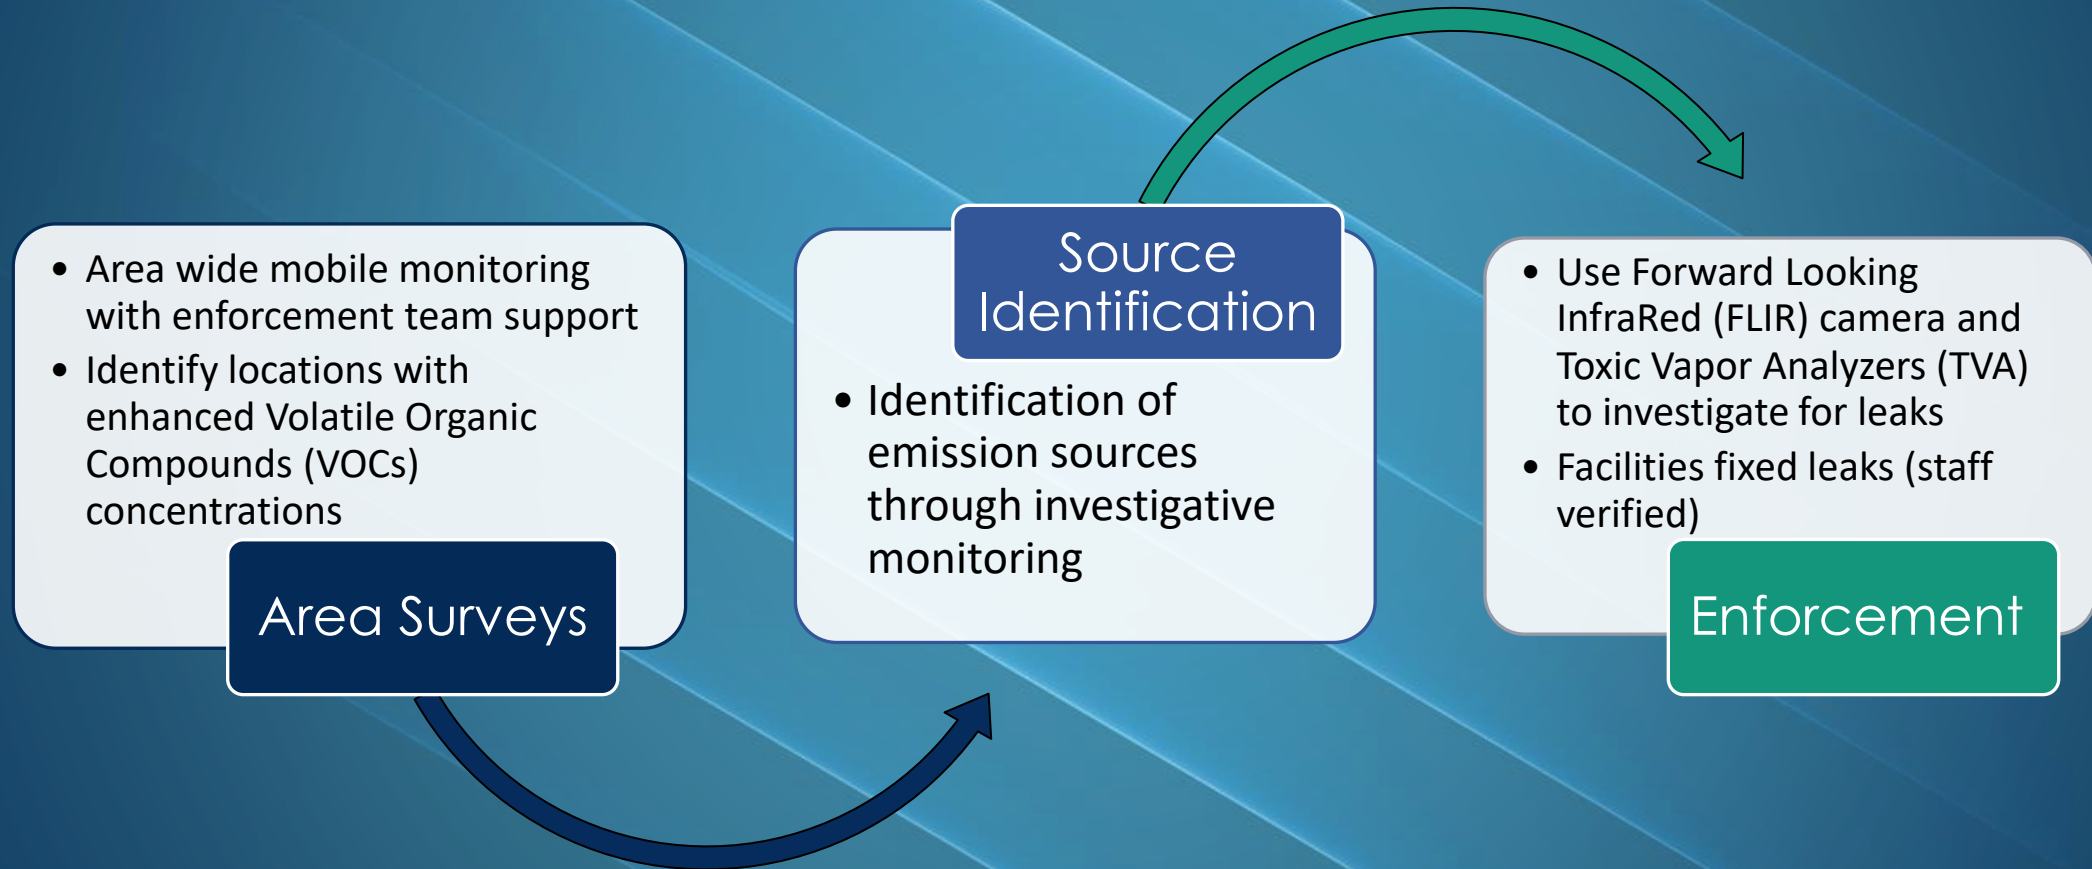 • Area wide mobile monitoring
with enforcement team support
• Identify locations with
enhanced Volatile Organic
Compounds (VOCs)
concentrations
Area Surveys
Source
Identification
• Identification of
emission sources
through investigative
monitoring
• Use Forward Looking
InfraRed (FLIR) camera and
Toxic Vapor Analyzers (TVA)
to investigate for leaks
• Facilities fixed leaks (staff
verified)
Enforcement